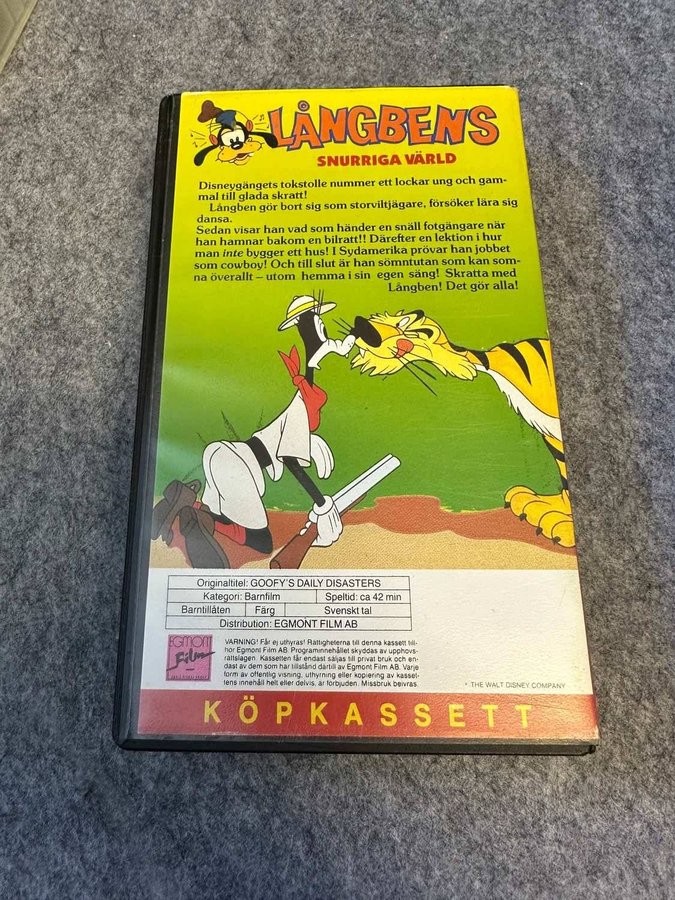 LÅNGBENS
SNURRIGA VÄRLD
Disneygängets tokstolle nummer ett lockar ung och gam-
mal till glada skratt!
Långben gör bort sig som storviltjägare, försöker lära sig
dansa.
Sedan visar han vad som händer en snäll fotgängare när
han hamnar bakom en bilratt!! Därefter en lektion i hur
man inte bygger ett hus! I Sydamerika prövar han jobbet
som cowboy! Och till slut är han sömntutan som kan som-
na överallt – utom hemma i sin egen säng! Skratta med
Långben! Det gör alla!
Originaltitel: GOOFY'S DAILY DISASTERS
Kategori: Barnfilm Speltid: ca 42 min
Barntillåten Färg Svenskt tal
Distribution: EGMONT FILM AB
EGMONT
Film
VARNING! Får ej uthyras! Rättigheterna till denna kassett till-
hör Egmont Film AB. Programinnehållet skyddas av upphovs-
rättslagen. Kassetten får endast säljas till privat bruk och en-
dast av dem som har tillstånd därtill av Egmont Film AB. Varje
form av offentlig visning, uthyrning eller kopiering av kasset-
tens innehåll helt eller delvis, är förbjuden. Missbruk beivras.
THE WALT DISNEY COMPANY
KÖPKASSETT